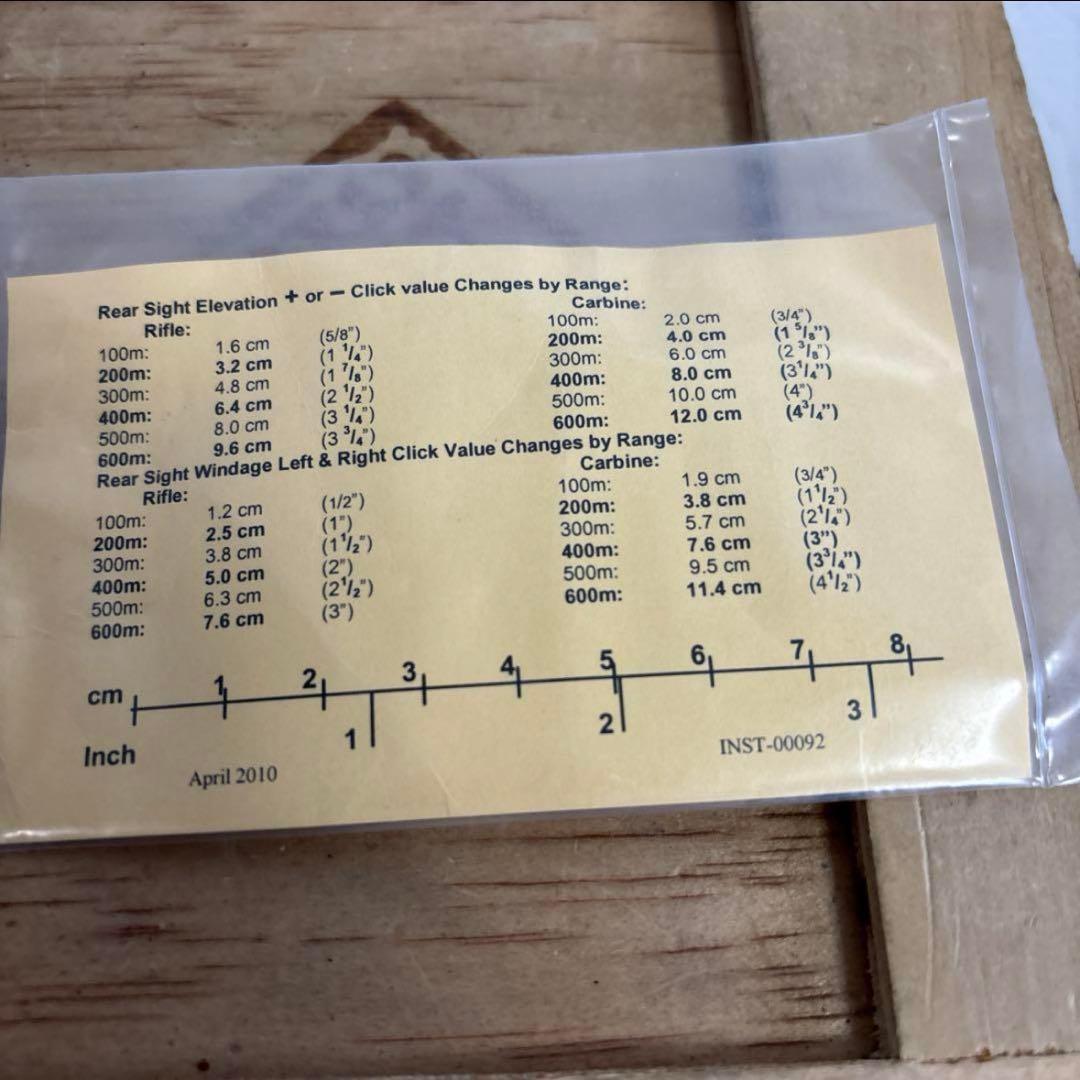 Rear Sight Elevation + or − Click value Changes by Range:
Rifle:
100m: 1.6 cm (5/8")
200m: 3.2 cm (1 1/4")
300m: 4.8 cm (1 7/8")
400m: 6.4 cm (2 1/2")
500m: 8.0 cm (3 1/4")
600m: 9.6 cm (3 3/4")
Carbine:
100m: 2.0 cm (3/4")
200m: 4.0 cm (1 5/8")
300m: 6.0 cm (2 3/8")
400m: 8.0 cm (3 1/4")
500m: 10.0 cm (4")
600m: 12.0 cm (4 3/4")
Rear Sight Windage Left & Right Click Value Changes by Range:
Rifle:
100m: 1.2 cm (1/2")
200m: 2.5 cm (1")
300m: 3.8 cm (1 1/2")
400m: 5.0 cm (2")
500m: 6.3 cm (2 1/2")
600m: 7.6 cm (3")
Carbine:
100m: 1.9 cm (3/4")
200m: 3.8 cm (1 1/2")
300m: 5.7 cm (2 1/4")
400m: 7.6 cm (3")
500m: 9.5 cm (3 3/4")
600m: 11.4 cm (4 1/2")
cm 1 2 3 4 5 6 7 8
Inch 1 2 3
April 2010 INST-00092